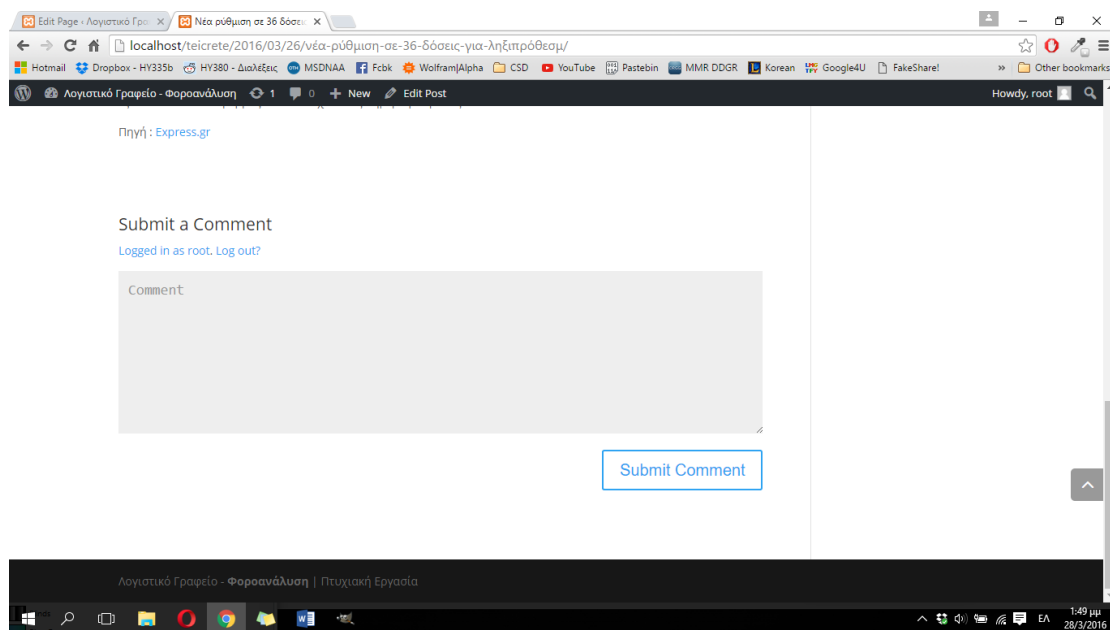 Edit Page ‹ Λογιστικό Γρα
Νέα ρύθμιση σε 36 δόσει
localhost/teicrete/2016/03/26/νέα-ρύθμιση-σε-36-δόσεις-για-ληξιπρόθεσμ/
Hotmail Dropbox - HY335b HY380 - Διαλέξεις MSDNAA Fcbk Wolfram|Alpha CSD YouTube Pastebin MMR DDGR Korean Google4U FakeShare! » Other bookmarks
Λογιστικό Γραφείο - Φοροανάλυση 1 0 + New Edit Post Howdy, root
Πηγή : Express.gr
Submit a Comment
Logged in as root. Log out?
Comment
Submit Comment
Λογιστικό Γραφείο - Φοροανάλυση | Πτυχιακή Εργασία
ΕΛ 1:49 μμ
28/3/2016